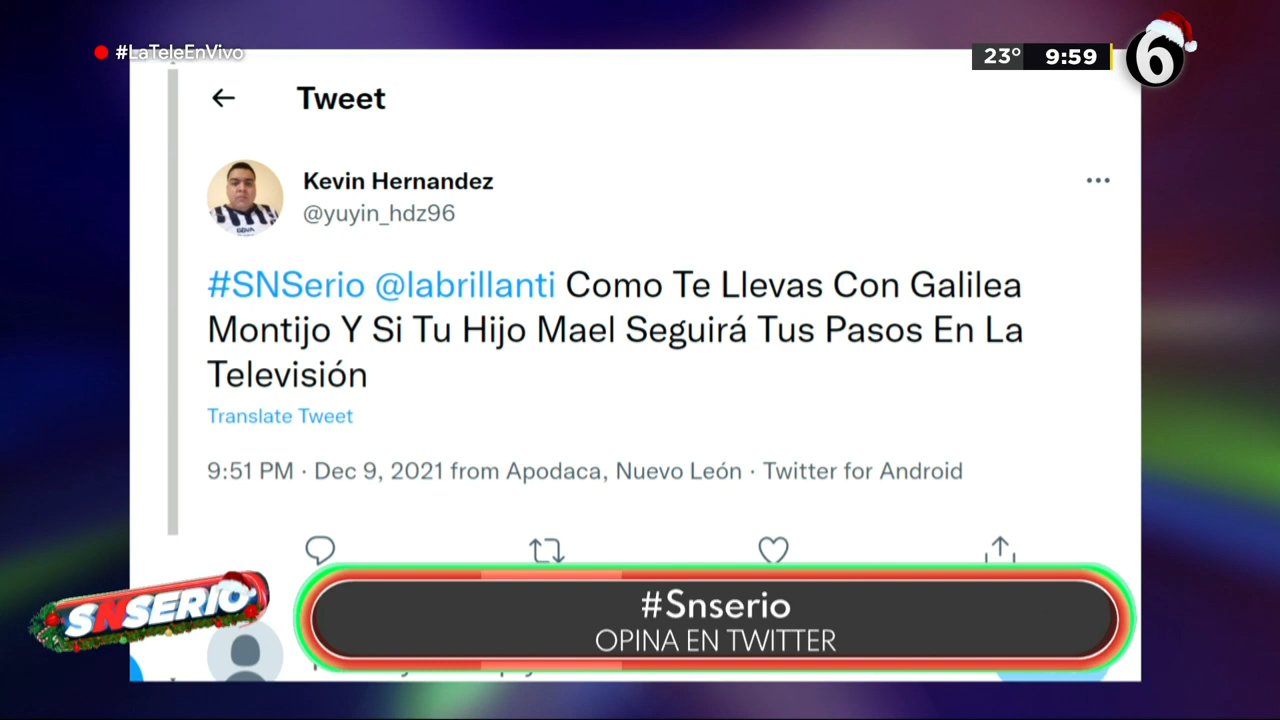 #LaTeleEnVivo
23° 9:59
6
Tweet
Kevin Hernandez
@yuyin_hdz96
BBVA
#SNSerio @labrillanti Como Te Llevas Con Galilea
Montijo Y Si Tu Hijo Mael Seguirá Tus Pasos En La
Televisión
Translate Tweet
9:51 PM · Dec 9, 2021 from Apodaca, Nuevo León · Twitter for Android
SNSERIO
#Snserio
OPINA EN TWITTER